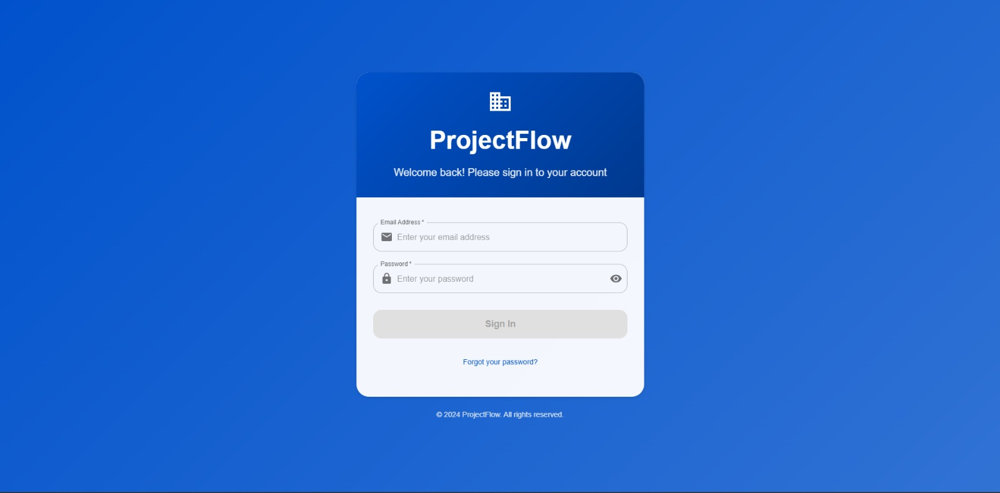 ProjectFlow
Welcome back! Please sign in to your account
Email Address *
Enter your email address
Password *
Enter your password
Sign In
Forgot your password?
© 2024 ProjectFlow. All rights reserved.